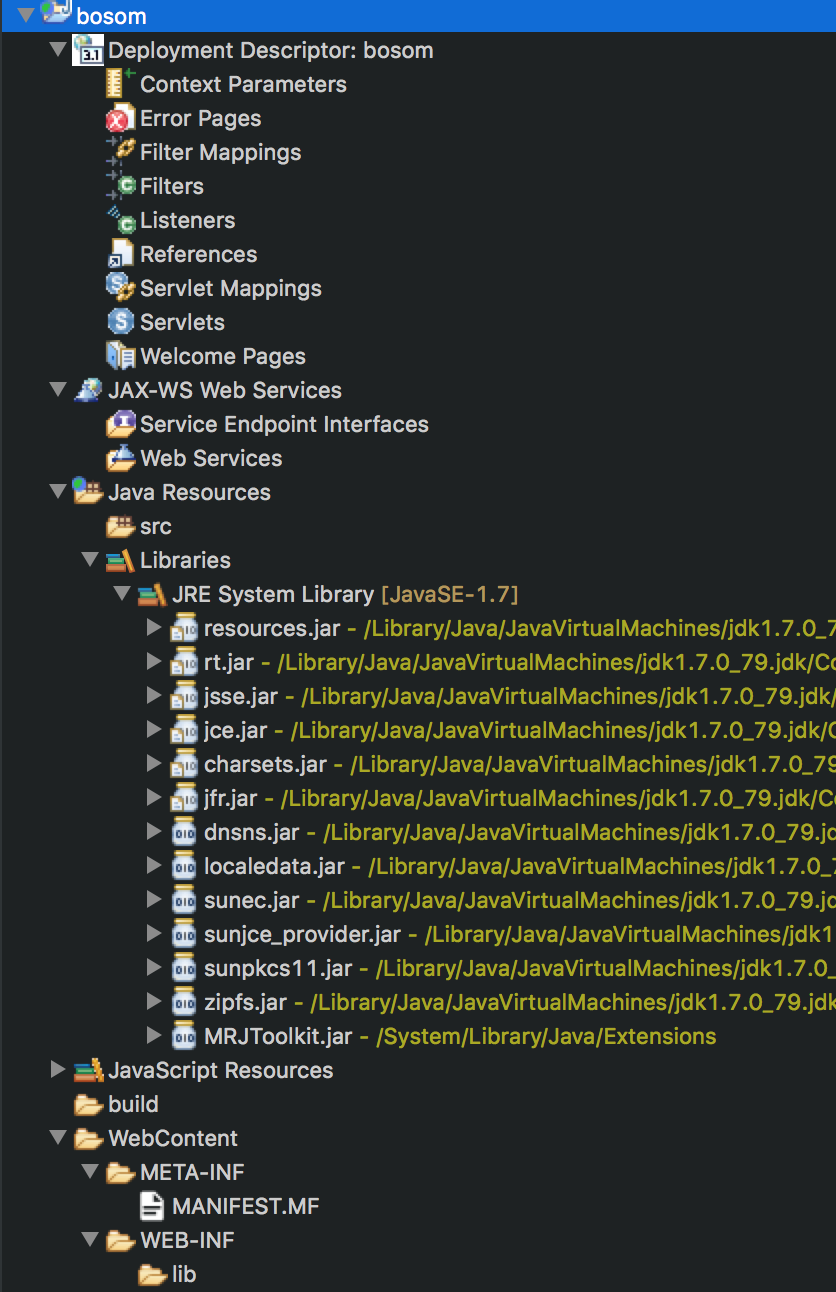 bosom
3.1 Deployment Descriptor: bosom
Context Parameters
Error Pages
Filter Mappings
Filters
Listeners
References
Servlet Mappings
Servlets
Welcome Pages
JAX-WS Web Services
Service Endpoint Interfaces
Web Services
Java Resources
src
Libraries
JRE System Library [JavaSE-1.7]
resources.jar - /Library/Java/JavaVirtualMachines/jdk1.7.0_7
rt.jar - /Library/Java/JavaVirtualMachines/jdk1.7.0_79.jdk/Co
jsse.jar - /Library/Java/JavaVirtualMachines/jdk1.7.0_79.jdk/
jce.jar - /Library/Java/JavaVirtualMachines/jdk1.7.0_79.jdk/C
charsets.jar - /Library/Java/JavaVirtualMachines/jdk1.7.0_79
jfr.jar - /Library/Java/JavaVirtualMachines/jdk1.7.0_79.jdk/Co
dnsns.jar - /Library/Java/JavaVirtualMachines/jdk1.7.0_79.jd
localedata.jar - /Library/Java/JavaVirtualMachines/jdk1.7.0_7
sunec.jar - /Library/Java/JavaVirtualMachines/jdk1.7.0_79.jd
sunjce_provider.jar - /Library/Java/JavaVirtualMachines/jdk1
sunpkcs11.jar - /Library/Java/JavaVirtualMachines/jdk1.7.0_
zipfs.jar - /Library/Java/JavaVirtualMachines/jdk1.7.0_79.jdk
MRJToolkit.jar - /System/Library/Java/Extensions
JavaScript Resources
build
WebContent
META-INF
MANIFEST.MF
WEB-INF
lib